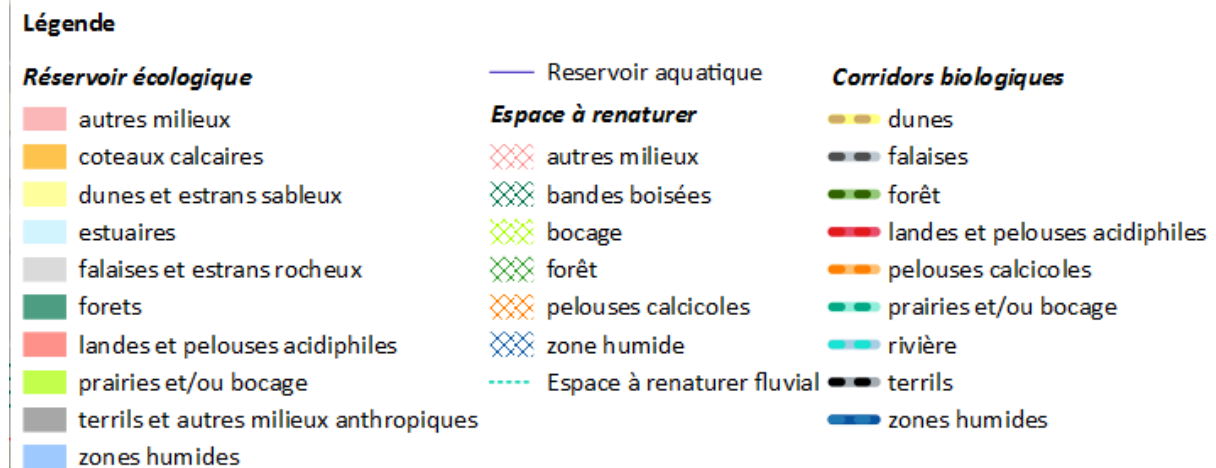 Légende
Réservoir écologique
autres milieux
coteaux calcaires
dunes et estrans sableux
estuaires
falaises et estrans rocheux
forets
landes et pelouses acidiphiles
prairies et/ou bocage
terrils et autres milieux anthropiques
zones humides
Reservoir aquatique
Espace à renaturer
autres milieux
bandes boisées
bocage
forêt
pelouses calcicoles
zone humide
Espace à renaturer fluvial
Corridors biologiques
dunes
falaises
forêt
landes et pelouses acidiphiles
pelouses calcicoles
prairies et/ou bocage
rivière
terrils
zones humides